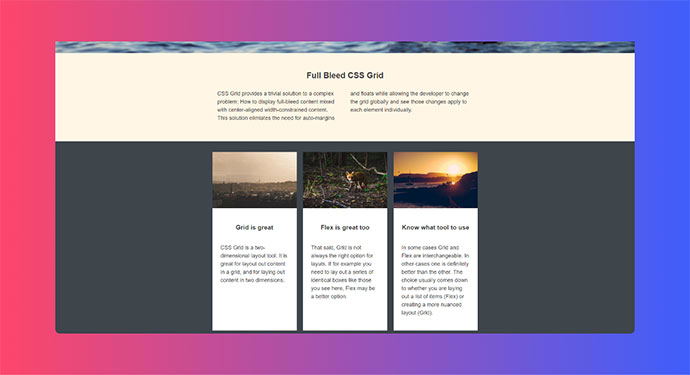 Full Bleed CSS Grid
CSS Grid provides a trivial solution to a complex
problem: How to display full-bleed content mixed
with center-aligned width-constrained content.
This solution elimiates the need for auto-margins
and floats while allowing the developer to change
the grid globally and see those changes apply to
each element individually.
Grid is great
CSS Grid is a two-
dimensional layout tool. It is
great for layout out content
in a grid, and for laying out
content in two dimensions.
Flex is great too
That said, Grid is not
always the right option for
layuts. If for example you
need to lay out a series of
identical boxes like those
you see here, Flex may be
a better option.
Know what tool to use
In some cases Grid and
Flex are interchangeable. In
other cases one is definitely
better than the other. The
choice usually comes down
to whether you are laying
out a list of items (Flex) or
creating a more nuanced
layout (Grid).